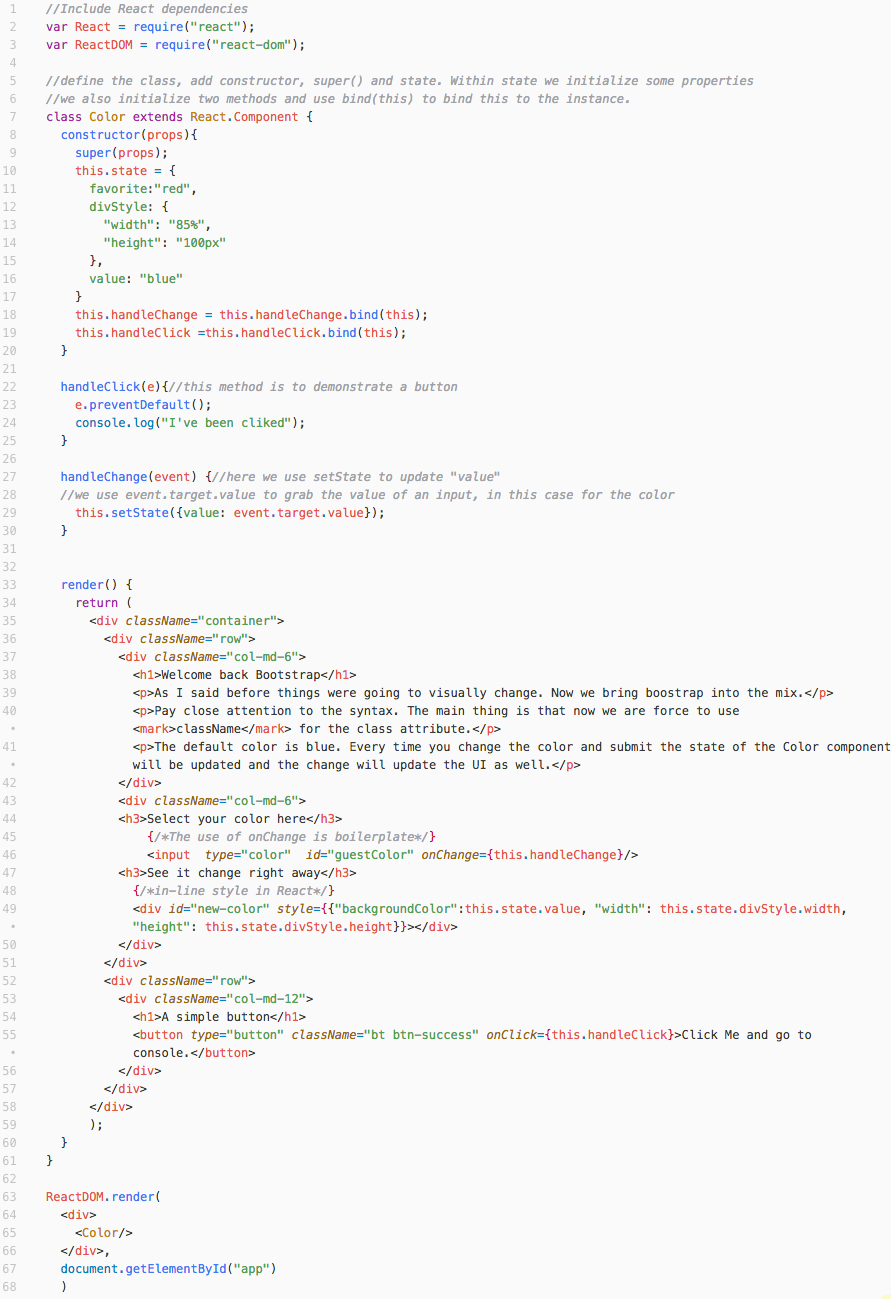 1 //Include React dependencies
2 var React = require("react");
3 var ReactDOM = require("react-dom");
4
5 //define the class, add constructor, super() and state. Within state we initialize some properties
6 //we also initialize two methods and use bind(this) to bind this to the instance.
7 class Color extends React.Component {
8   constructor(props){
9     super(props);
10     this.state = {
11       favorite:"red",
12       divStyle: {
13         "width": "85%",
14         "height": "100px"
15       },
16       value: "blue"
17     }
18     this.handleChange = this.handleChange.bind(this);
19     this.handleClick =this.handleClick.bind(this);
20   }
21
22   handleClick(e){//this method is to demonstrate a button
23     e.preventDefault();
24     console.log("I've been cliked");
25   }
26
27   handleChange(event) {//here we use setState to update "value"
28   //we use event.target.value to grab the value of an input, in this case for the color
29     this.setState({value: event.target.value});
30   }
31
32
33   render() {
34     return (
35       <div className="container">
36         <div className="row">
37           <div className="col-md-6">
38             <h1>Welcome back Bootstrap</h1>
39             <p>As I said before things were going to visually change. Now we bring boostrap into the mix.</p>
40             <p>Pay close attention to the syntax. The main thing is that now we are force to use
•             <mark>className</mark> for the class attribute.</p>
41             <p>The default color is blue. Every time you change the color and submit the state of the Color component
•             will be updated and the change will update the UI as well.</p>
42           </div>
43           <div className="col-md-6">
44           <h3>Select your color here</h3>
45               {/*The use of onChange is boilerplate*/}
46               <input  type="color"  id="guestColor" onChange={this.handleChange}/>
47           <h3>See it change right away</h3>
48             {/*in-line style in React*/}
49             <div id="new-color" style={{"backgroundColor":this.state.value, "width": this.state.divStyle.width,
•             "height": this.state.divStyle.height}}></div>
50           </div>
51         </div>
52         <div className="row">
53           <div className="col-md-12">
54             <h1>A simple button</h1>
55             <button type="button" className="bt btn-success" onClick={this.handleClick}>Click Me and go to
•             console.</button>
56           </div>
57         </div>
58       </div>
59       );
60   }
61 }
62
63 ReactDOM.render(
64   <div>
65     <Color/>
66   </div>,
67   document.getElementById("app")
68   )